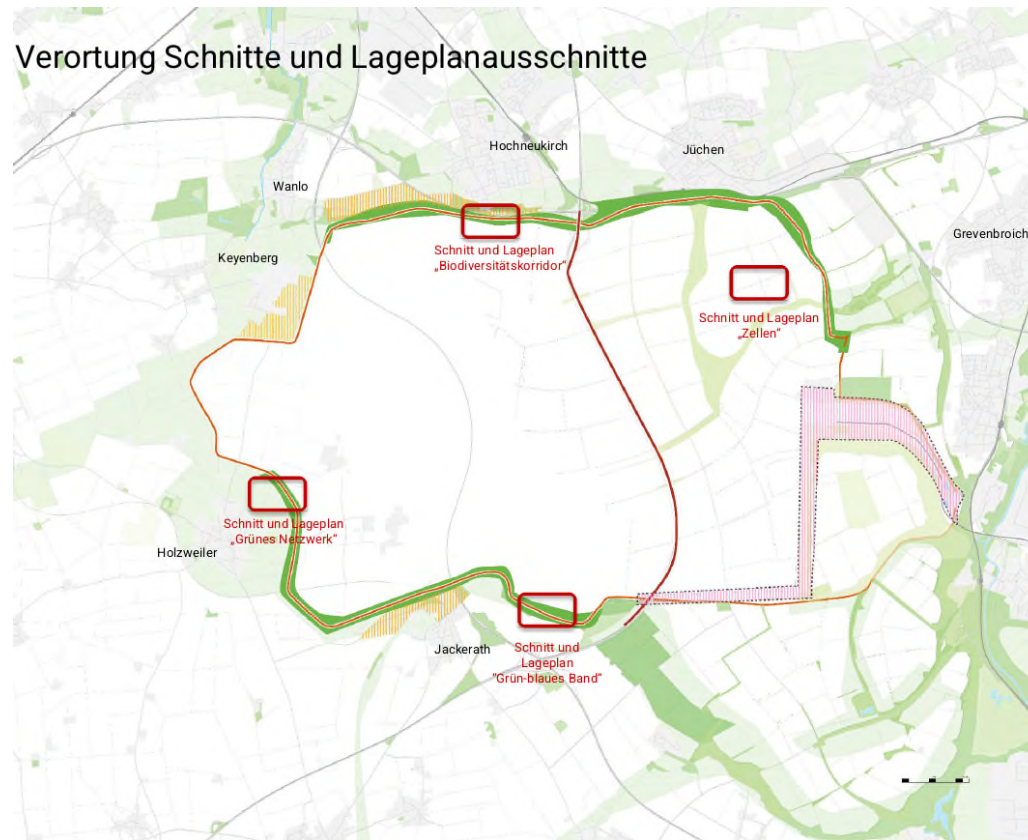 Verortung Schnitte und Lageplanausschnitte
Hochneukirch
Jüchen
Wanlo
Grevenbroich
Keyenberg
Schnitt und Lageplan
„Biodiversitätskorridor“
Schnitt und Lageplan
„Zellen“
Schnitt und Lageplan
„Grünes Netzwerk“
Holzweiler
Jackerath
Schnitt und
Lageplan
"Grün-blaues Band“